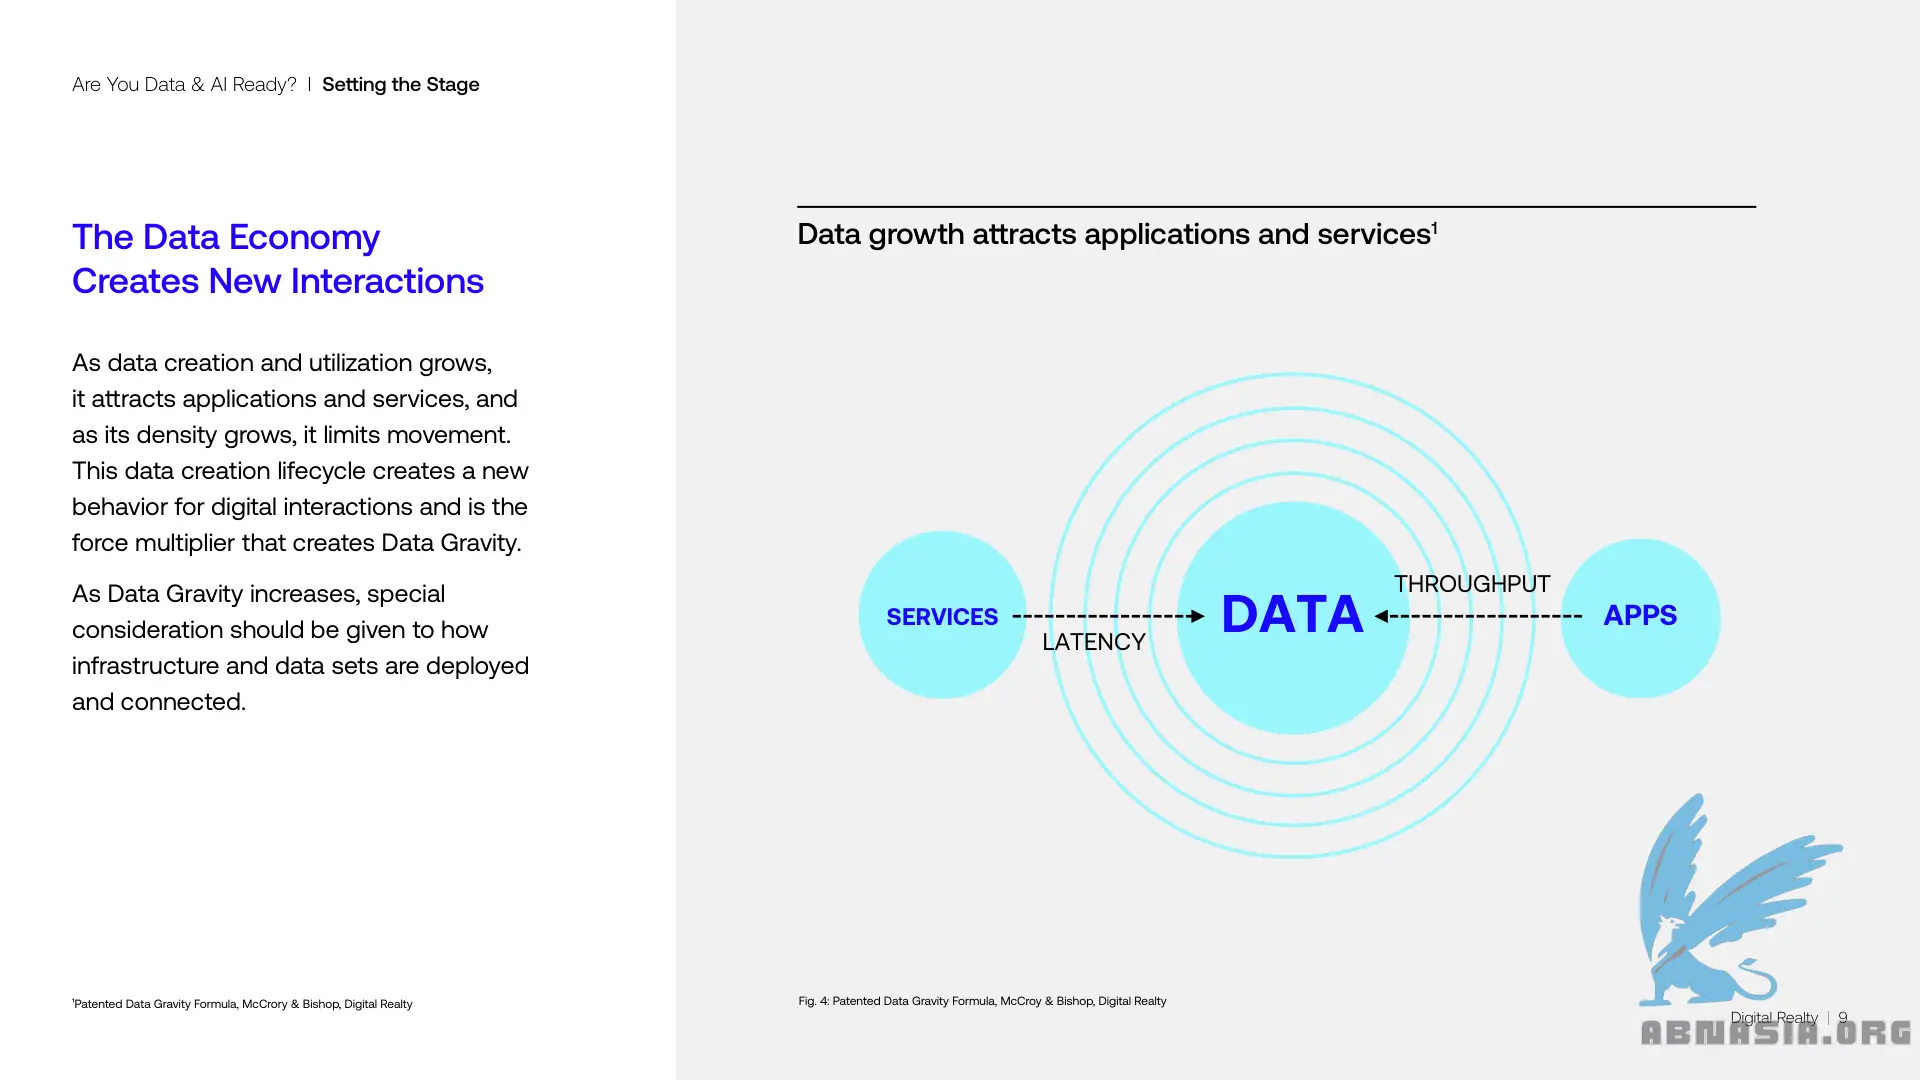 Are You Data & AI Ready? | Setting the Stage
The Data Economy
Creates New Interactions
As data creation and utilization grows,
it attracts applications and services, and
as its density grows, it limits movement.
This data creation lifecycle creates a new
behavior for digital interactions and is the
force multiplier that creates Data Gravity.
As Data Gravity increases, special
consideration should be given to how
infrastructure and data sets are deployed
and connected.
¹Patented Data Gravity Formula, McCrory & Bishop, Digital Realty
Data growth attracts applications and services¹
SERVICES
LATENCY
DATA
THROUGHPUT
APPS
Fig. 4: Patented Data Gravity Formula, McCroy & Bishop, Digital Realty
Digital Realty | 9
ABNASIA.ORG